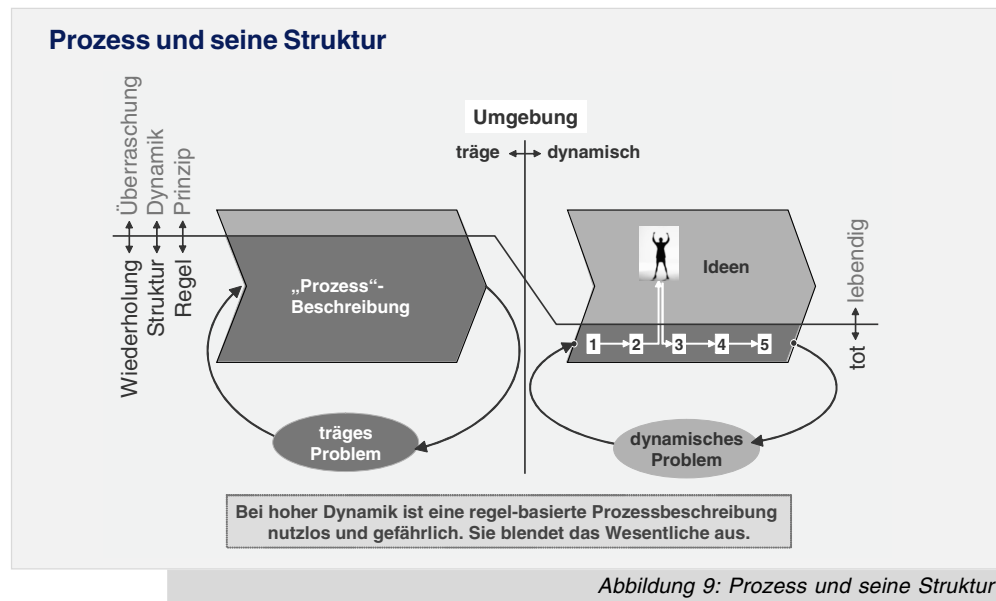 Prozess und seine Struktur
Umgebung
träge
dynamisch
Überraschung
Dynamik
Prinzip
Wiederholung
Struktur
Regel
„Prozess“-
Beschreibung
Ideen
lebendig
tot
1
2
3
4
5
träges
Problem
dynamisches
Problem
Bei hoher Dynamik ist eine regel-basierte Prozessbeschreibung
nutzlos und gefährlich. Sie blendet das Wesentliche aus.
Abbildung 9: Prozess und seine Struktur